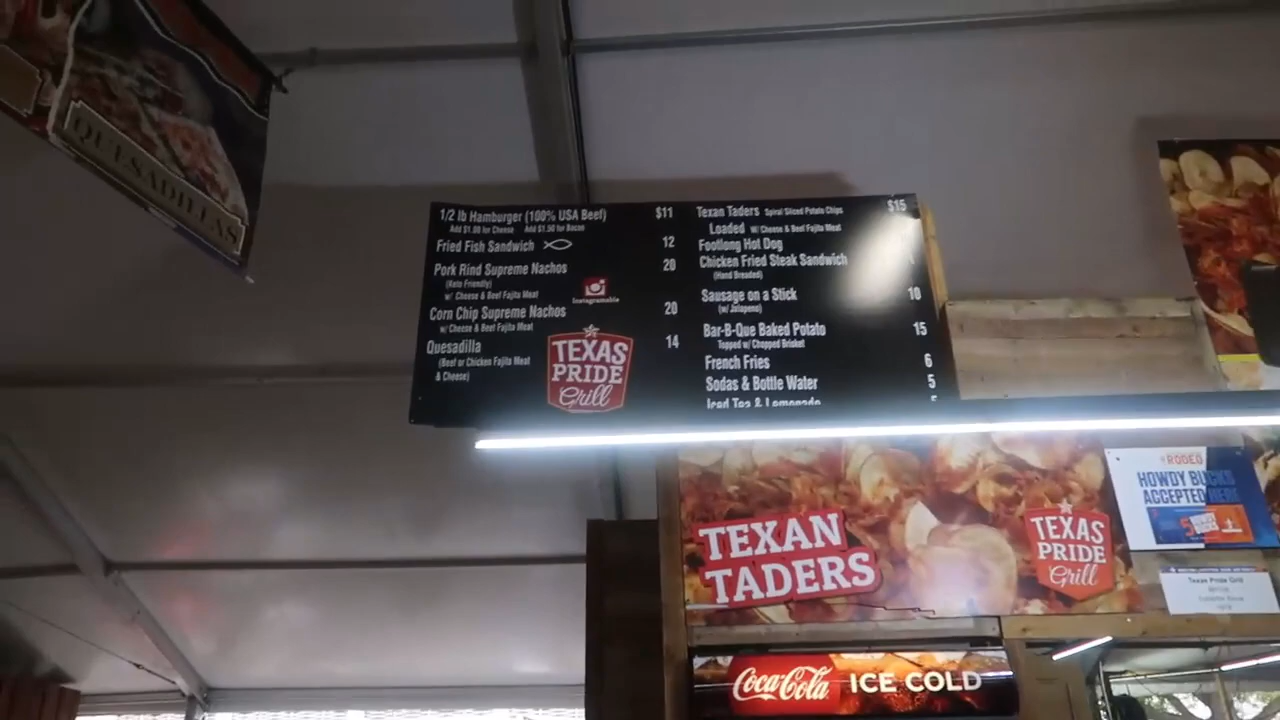 QUESADILLAS
1/2 lb Hamburger (100% USA Beef) $11
Add $1.00 for Cheese Add $1.50 for Bacon
Fried Fish Sandwich 12
Pork Rind Supreme Nachos 20
(Keto Friendly)
w/ Cheese & Beef Fajita Meat
Instagramable
Corn Chip Supreme Nachos 20
w/ Cheese & Beef Fajita Meat
Quesadilla 14
(Beef or Chicken Fajita Meat
& Cheese)
TEXAS
PRIDE
Grill
Texan Taders Spiral Sliced Potato Chips $15
Loaded w/ Cheese & Beef Fajita Meat
Footlong Hot Dog
Chicken Fried Steak Sandwich
(Hand Breaded)
Sausage on a Stick 10
(w/ Jalapeno)
Bar-B-Que Baked Potato 15
Topped w/ Chopped Brisket
French Fries 6
Sodas & Bottle Water 5
Iced Tea & Lemonade
TEXAN
TADERS
TEXAS
PRIDE
Grill
RODEO
HOWDY BUCKS
ACCEPTED HERE
Texas Pride Grill
Coca-Cola ICE COLD